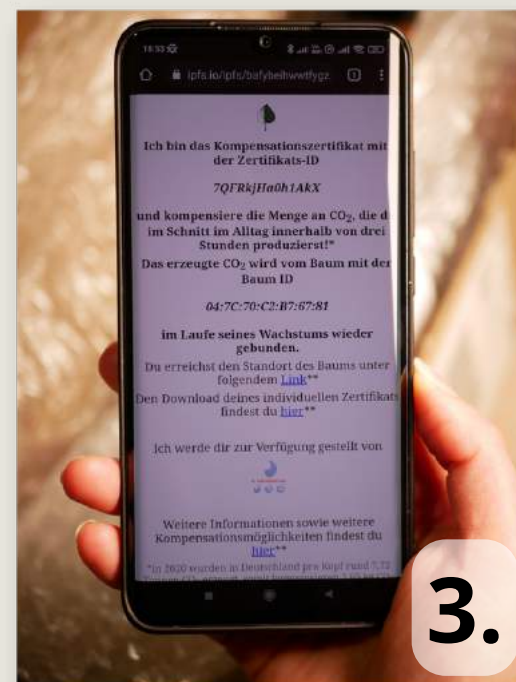 18:53
ipfs.io/ipfs/bafybeihwwtfygz
Ich bin das Kompensationszertifikat mit
der Zertifikats-ID
7QFRkjHa0h1AkX
und kompensiere die Menge an CO₂, die d
im Schnitt im Alltag innerhalb von drei
Stunden produzierst!*
Das erzeugte CO₂ wird vom Baum mit der
Baum ID
04:7C:70:C2:B7:67:81
im Laufe seines Wachstums wieder
gebunden.
Du erreichst den Standort des Baums unter
folgendem Link**
Den Download deines individuellen Zertifikats
findest du hier**
Ich werde dir zur Verfügung gestellt von
Weitere Informationen sowie weitere
Kompensationsmöglichkeiten findest du
hier**
*In 2020 wurden in Deutschland pro Kopf rund 7,72
3.